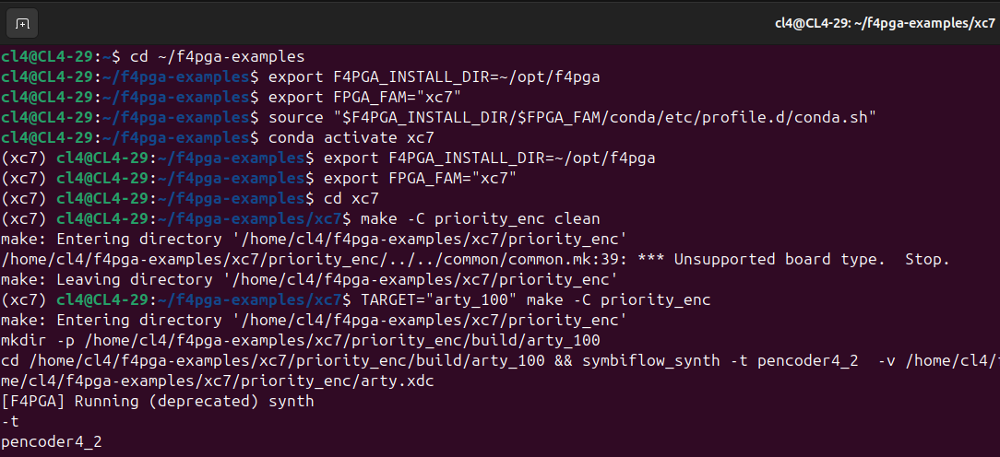 cl4@CL4-29: ~/f4pga-examples/xc7
cl4@CL4-29:~$ cd ~/f4pga-examples
cl4@CL4-29:~/f4pga-examples$ export F4PGA_INSTALL_DIR=~/opt/f4pga
cl4@CL4-29:~/f4pga-examples$ export FPGA_FAM="xc7"
cl4@CL4-29:~/f4pga-examples$ source "$F4PGA_INSTALL_DIR/$FPGA_FAM/conda/etc/profile.d/conda.sh"
cl4@CL4-29:~/f4pga-examples$ conda activate xc7
(xc7) cl4@CL4-29:~/f4pga-examples$ export F4PGA_INSTALL_DIR=~/opt/f4pga
(xc7) cl4@CL4-29:~/f4pga-examples$ export FPGA_FAM="xc7"
(xc7) cl4@CL4-29:~/f4pga-examples$ cd xc7
(xc7) cl4@CL4-29:~/f4pga-examples/xc7$ make -C priority_enc clean
make: Entering directory '/home/cl4/f4pga-examples/xc7/priority_enc'
/home/cl4/f4pga-examples/xc7/priority_enc/../../common/common.mk:39: *** Unsupported board type.  Stop.
make: Leaving directory '/home/cl4/f4pga-examples/xc7/priority_enc'
(xc7) cl4@CL4-29:~/f4pga-examples/xc7$ TARGET="arty_100" make -C priority_enc
make: Entering directory '/home/cl4/f4pga-examples/xc7/priority_enc'
mkdir -p /home/cl4/f4pga-examples/xc7/priority_enc/build/arty_100
cd /home/cl4/f4pga-examples/xc7/priority_enc/build/arty_100 && symbiflow_synth -t pencoder4_2  -v /home/cl4/
me/cl4/f4pga-examples/xc7/priority_enc/arty.xdc
[F4PGA] Running (deprecated) synth
-t
pencoder4_2